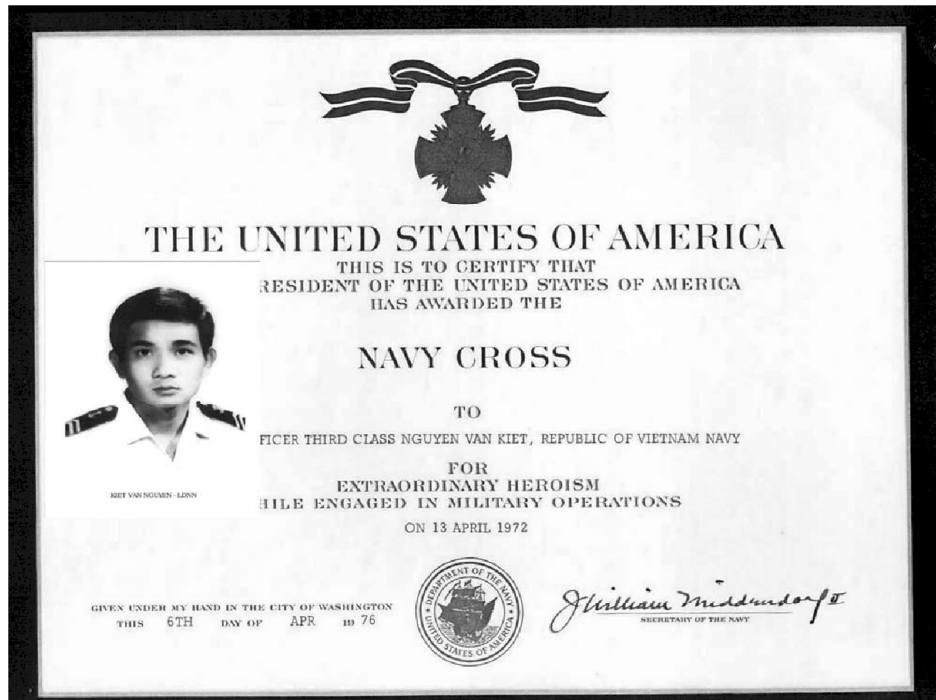 THE UNITED STATES OF AMERICA
THIS IS TO CERTIFY THAT
RESIDENT OF THE UNITED STATES OF AMERICA
HAS AWARDED THE
NAVY CROSS
TO
FICER THIRD CLASS NGUYEN VAN KIET, REPUBLIC OF VIETNAM NAVY
FOR
EXTRAORDINARY HEROISM
HILE ENGAGED IN MILITARY OPERATIONS
ON 13 APRIL 1972
KIET VAN NGUYEN - LDNN
GIVEN UNDER MY HAND IN THE CITY OF WASHINGTON
THIS 6TH DAY OF APR 19 76
DEPARTMENT OF THE NAVY
UNITED STATES OF AMERICA
J William Middendorf II
SECRETARY OF THE NAVY